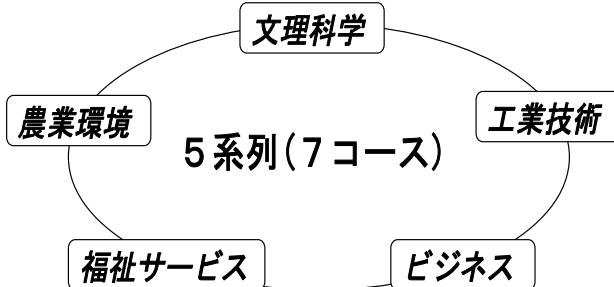 文理科学
農業環境
工業技術
５系列(７コース)
福祉サービス
ビジネス